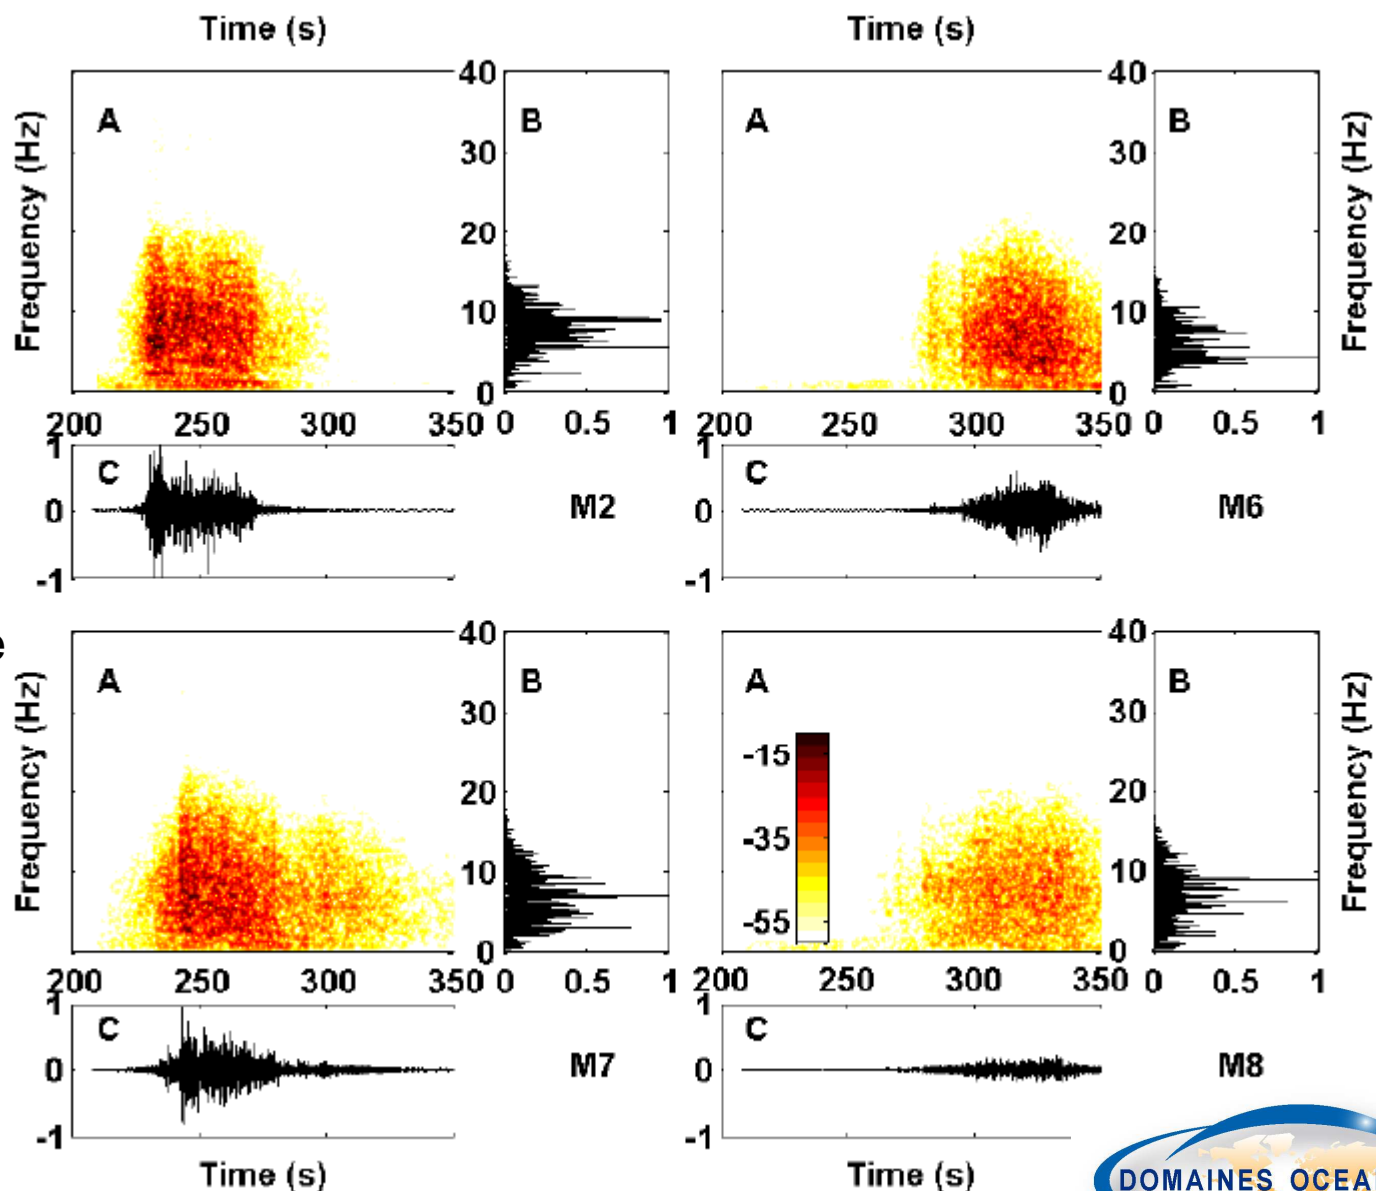 Time (s) Time (s)
40 40
A B A B
30 30
Frequency (Hz) Frequency (Hz)
20 20
10 10
0 0
200 250 300 350 0 0.5 1 200 250 300 350 0 0.5 1
1 1
C C
0 M2 0 M6
-1 -1
e
40 40
A B A B
30 30
-15
Frequency (Hz) Frequency (Hz)
20 20
-35
10 10
-55
0 0
200 250 300 350 0 0.5 1 200 250 300 350 0 0.5 1
1 1
C C
0 M7 0 M8
-1 -1
Time (s) Time (s)
DOMAINES OCEA